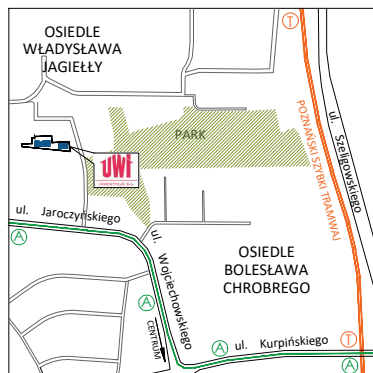 OSIEDLE
WŁADYSŁAWA
JAGIEŁŁY
T
POZNAŃSKI SZYBKI TRAMWAJ
ul. Szeligowskiego
PARK
UWI
ul. Jaroczyńskiego
A
ul. Wojciechowskiego
OSIEDLE
BOLESŁAWA
CHROBREGO
A
CENTRUM
A
ul. Kurpińskiego
T
A